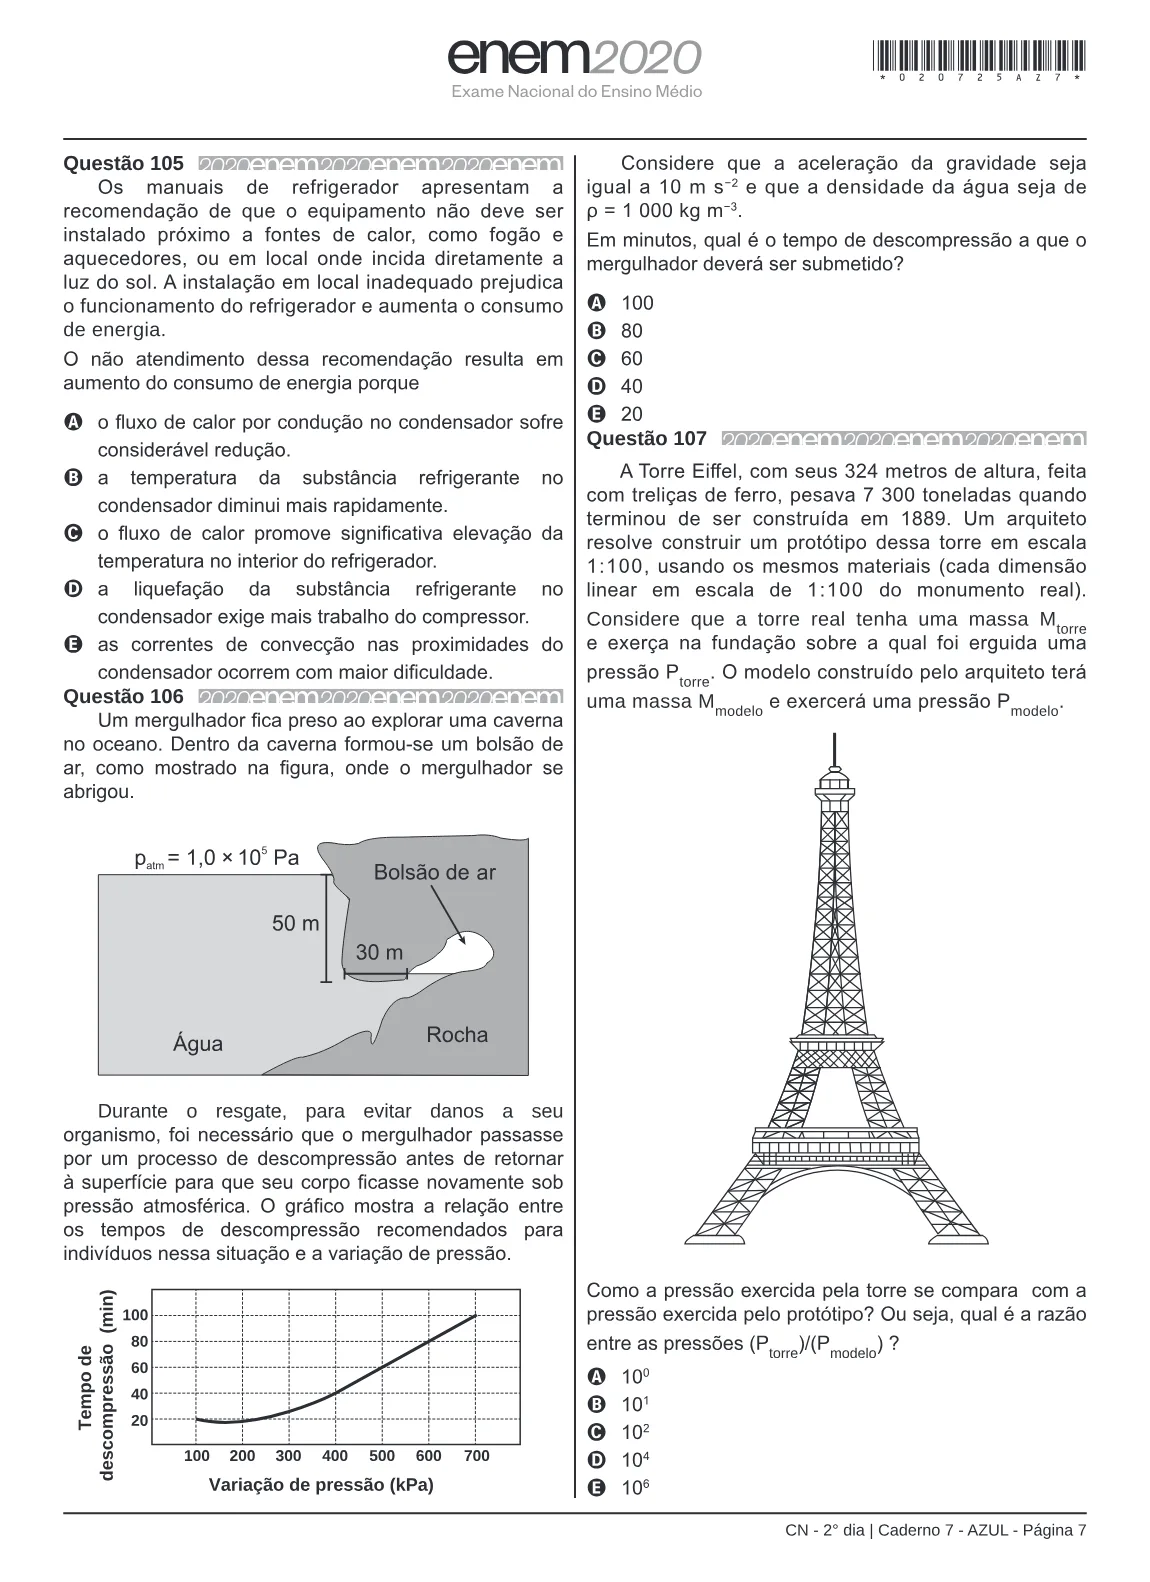 enem2020
Exame Nacional do Ensino Médio
*020725AZ7*
Questão 105 2020enem2020enem2020enem
Os manuais de refrigerador apresentam a
recomendação de que o equipamento não deve ser
instalado próximo a fontes de calor, como fogão e
aquecedores, ou em local onde incida diretamente a
luz do sol. A instalação em local inadequado prejudica
o funcionamento do refrigerador e aumenta o consumo
de energia.
O não atendimento dessa recomendação resulta em
aumento do consumo de energia porque
A o fluxo de calor por condução no condensador sofre
considerável redução.
B a temperatura da substância refrigerante no
condensador diminui mais rapidamente.
C o fluxo de calor promove significativa elevação da
temperatura no interior do refrigerador.
D a liquefação da substância refrigerante no
condensador exige mais trabalho do compressor.
E as correntes de convecção nas proximidades do
condensador ocorrem com maior dificuldade.
Questão 106 2020enem2020enem2020enem
Um mergulhador fica preso ao explorar uma caverna
no oceano. Dentro da caverna formou-se um bolsão de
ar, como mostrado na figura, onde o mergulhador se
abrigou.
patm = 1,0 × 10⁵ Pa
Bolsão de ar
50 m
30 m
Água
Rocha
Durante o resgate, para evitar danos a seu
organismo, foi necessário que o mergulhador passasse
por um processo de descompressão antes de retornar
à superfície para que seu corpo ficasse novamente sob
pressão atmosférica. O gráfico mostra a relação entre
os tempos de descompressão recomendados para
indivíduos nessa situação e a variação de pressão.
Tempo de
descompressão (min)
100
80
60
40
20
100 200 300 400 500 600 700
Variação de pressão (kPa)
Considere que a aceleração da gravidade seja
igual a 10 m s⁻² e que a densidade da água seja de
ρ = 1 000 kg m⁻³.
Em minutos, qual é o tempo de descompressão a que o
mergulhador deverá ser submetido?
A 100
B 80
C 60
D 40
E 20
Questão 107 2020enem2020enem2020enem
A Torre Eiffel, com seus 324 metros de altura, feita
com treliças de ferro, pesava 7 300 toneladas quando
terminou de ser construída em 1889. Um arquiteto
resolve construir um protótipo dessa torre em escala
1:100, usando os mesmos materiais (cada dimensão
linear em escala de 1:100 do monumento real).
Considere que a torre real tenha uma massa Mtorre
e exerça na fundação sobre a qual foi erguida uma
pressão Ptorre. O modelo construído pelo arquiteto terá
uma massa Mmodelo e exercerá uma pressão Pmodelo.
Como a pressão exercida pela torre se compara com a
pressão exercida pelo protótipo? Ou seja, qual é a razão
entre as pressões (Ptorre)/(Pmodelo) ?
A 10⁰
B 10¹
C 10²
D 10⁴
E 10⁶
CN - 2° dia | Caderno 7 - AZUL - Página 7